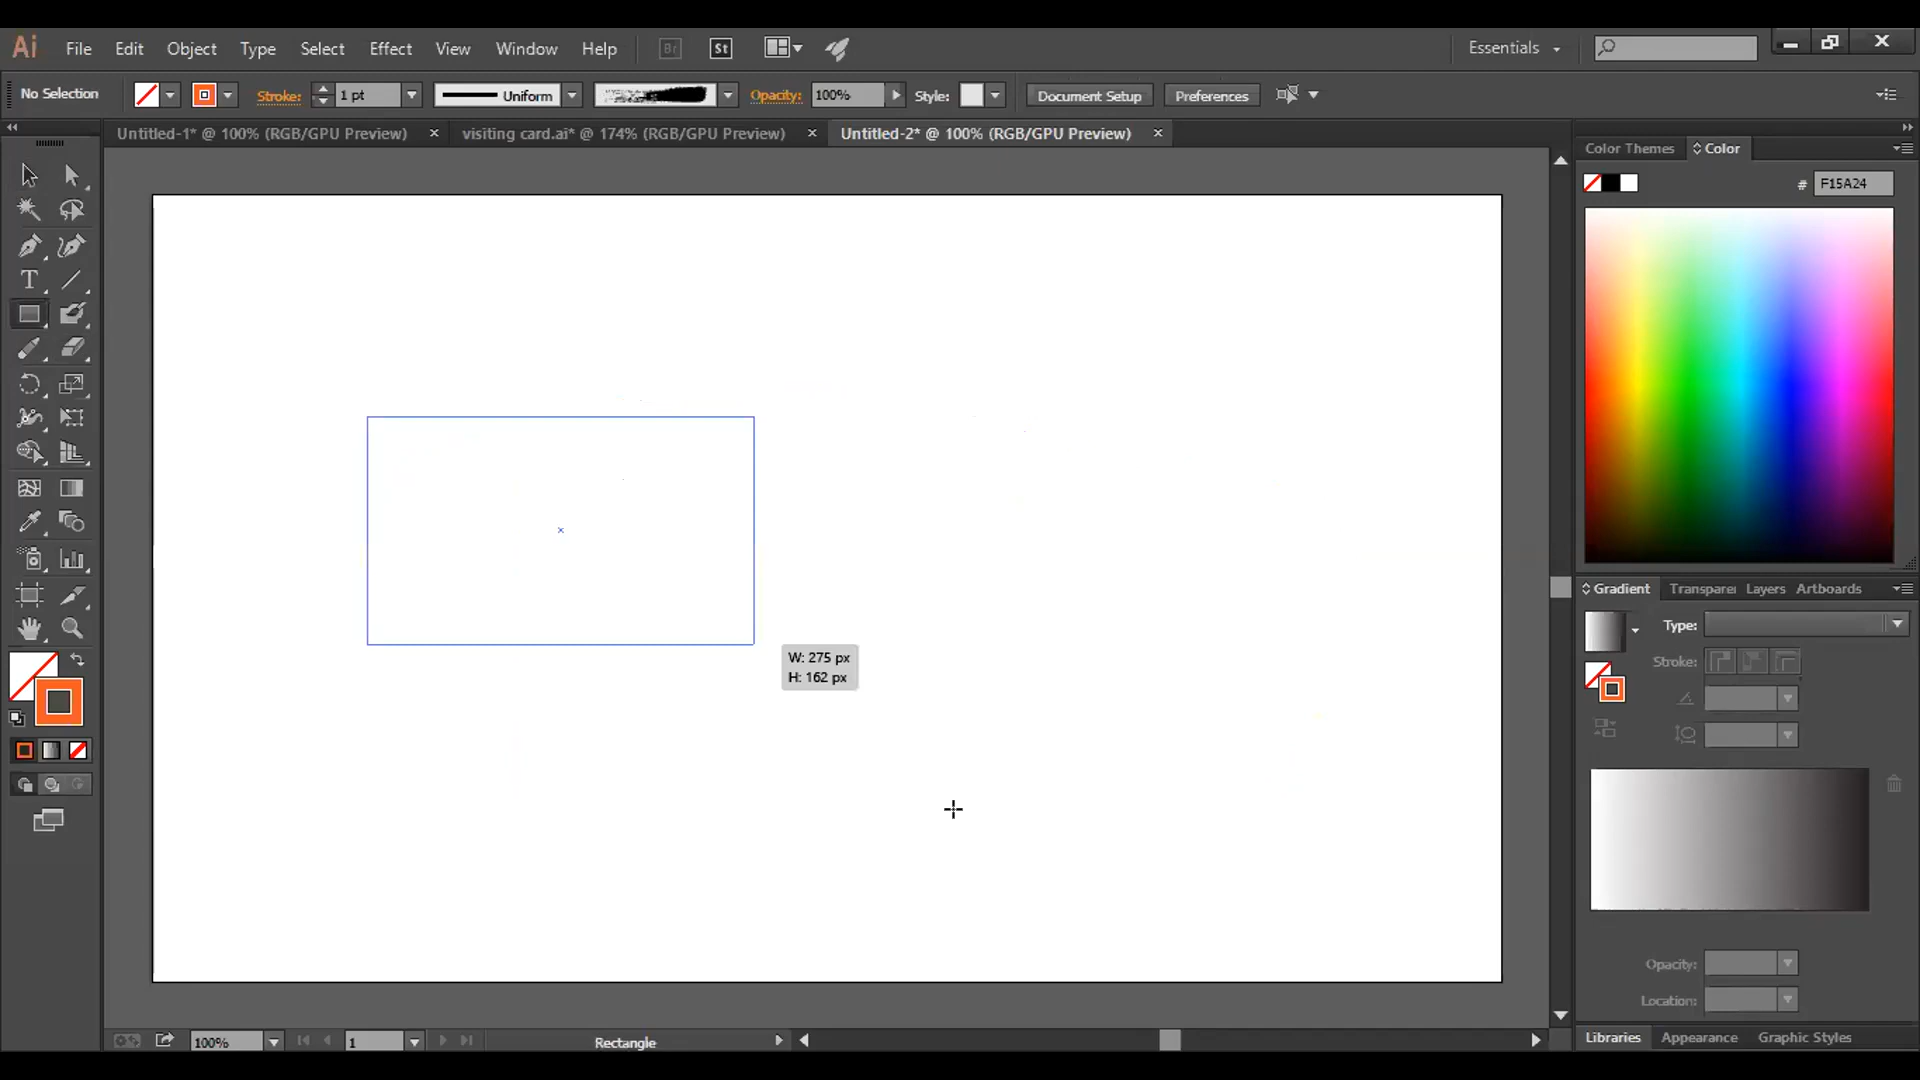 Ai File Edit Object Type Select Effect View Window Help Br St Essentials
No Selection Stroke: 1 pt Uniform Opacity: 100% Style: Document Setup Preferences
Untitled-1* @ 100% (RGB/GPU Preview) visiting card.ai* @ 174% (RGB/GPU Preview) Untitled-2* @ 100% (RGB/GPU Preview)
Color Themes Color
# F15A24
T
Gradient Transparer Layers Artboards
Type:
Stroke:
W: 275 px
H: 162 px
Opacity:
Location:
100% 1 Rectangle
Libraries Appearance Graphic Styles